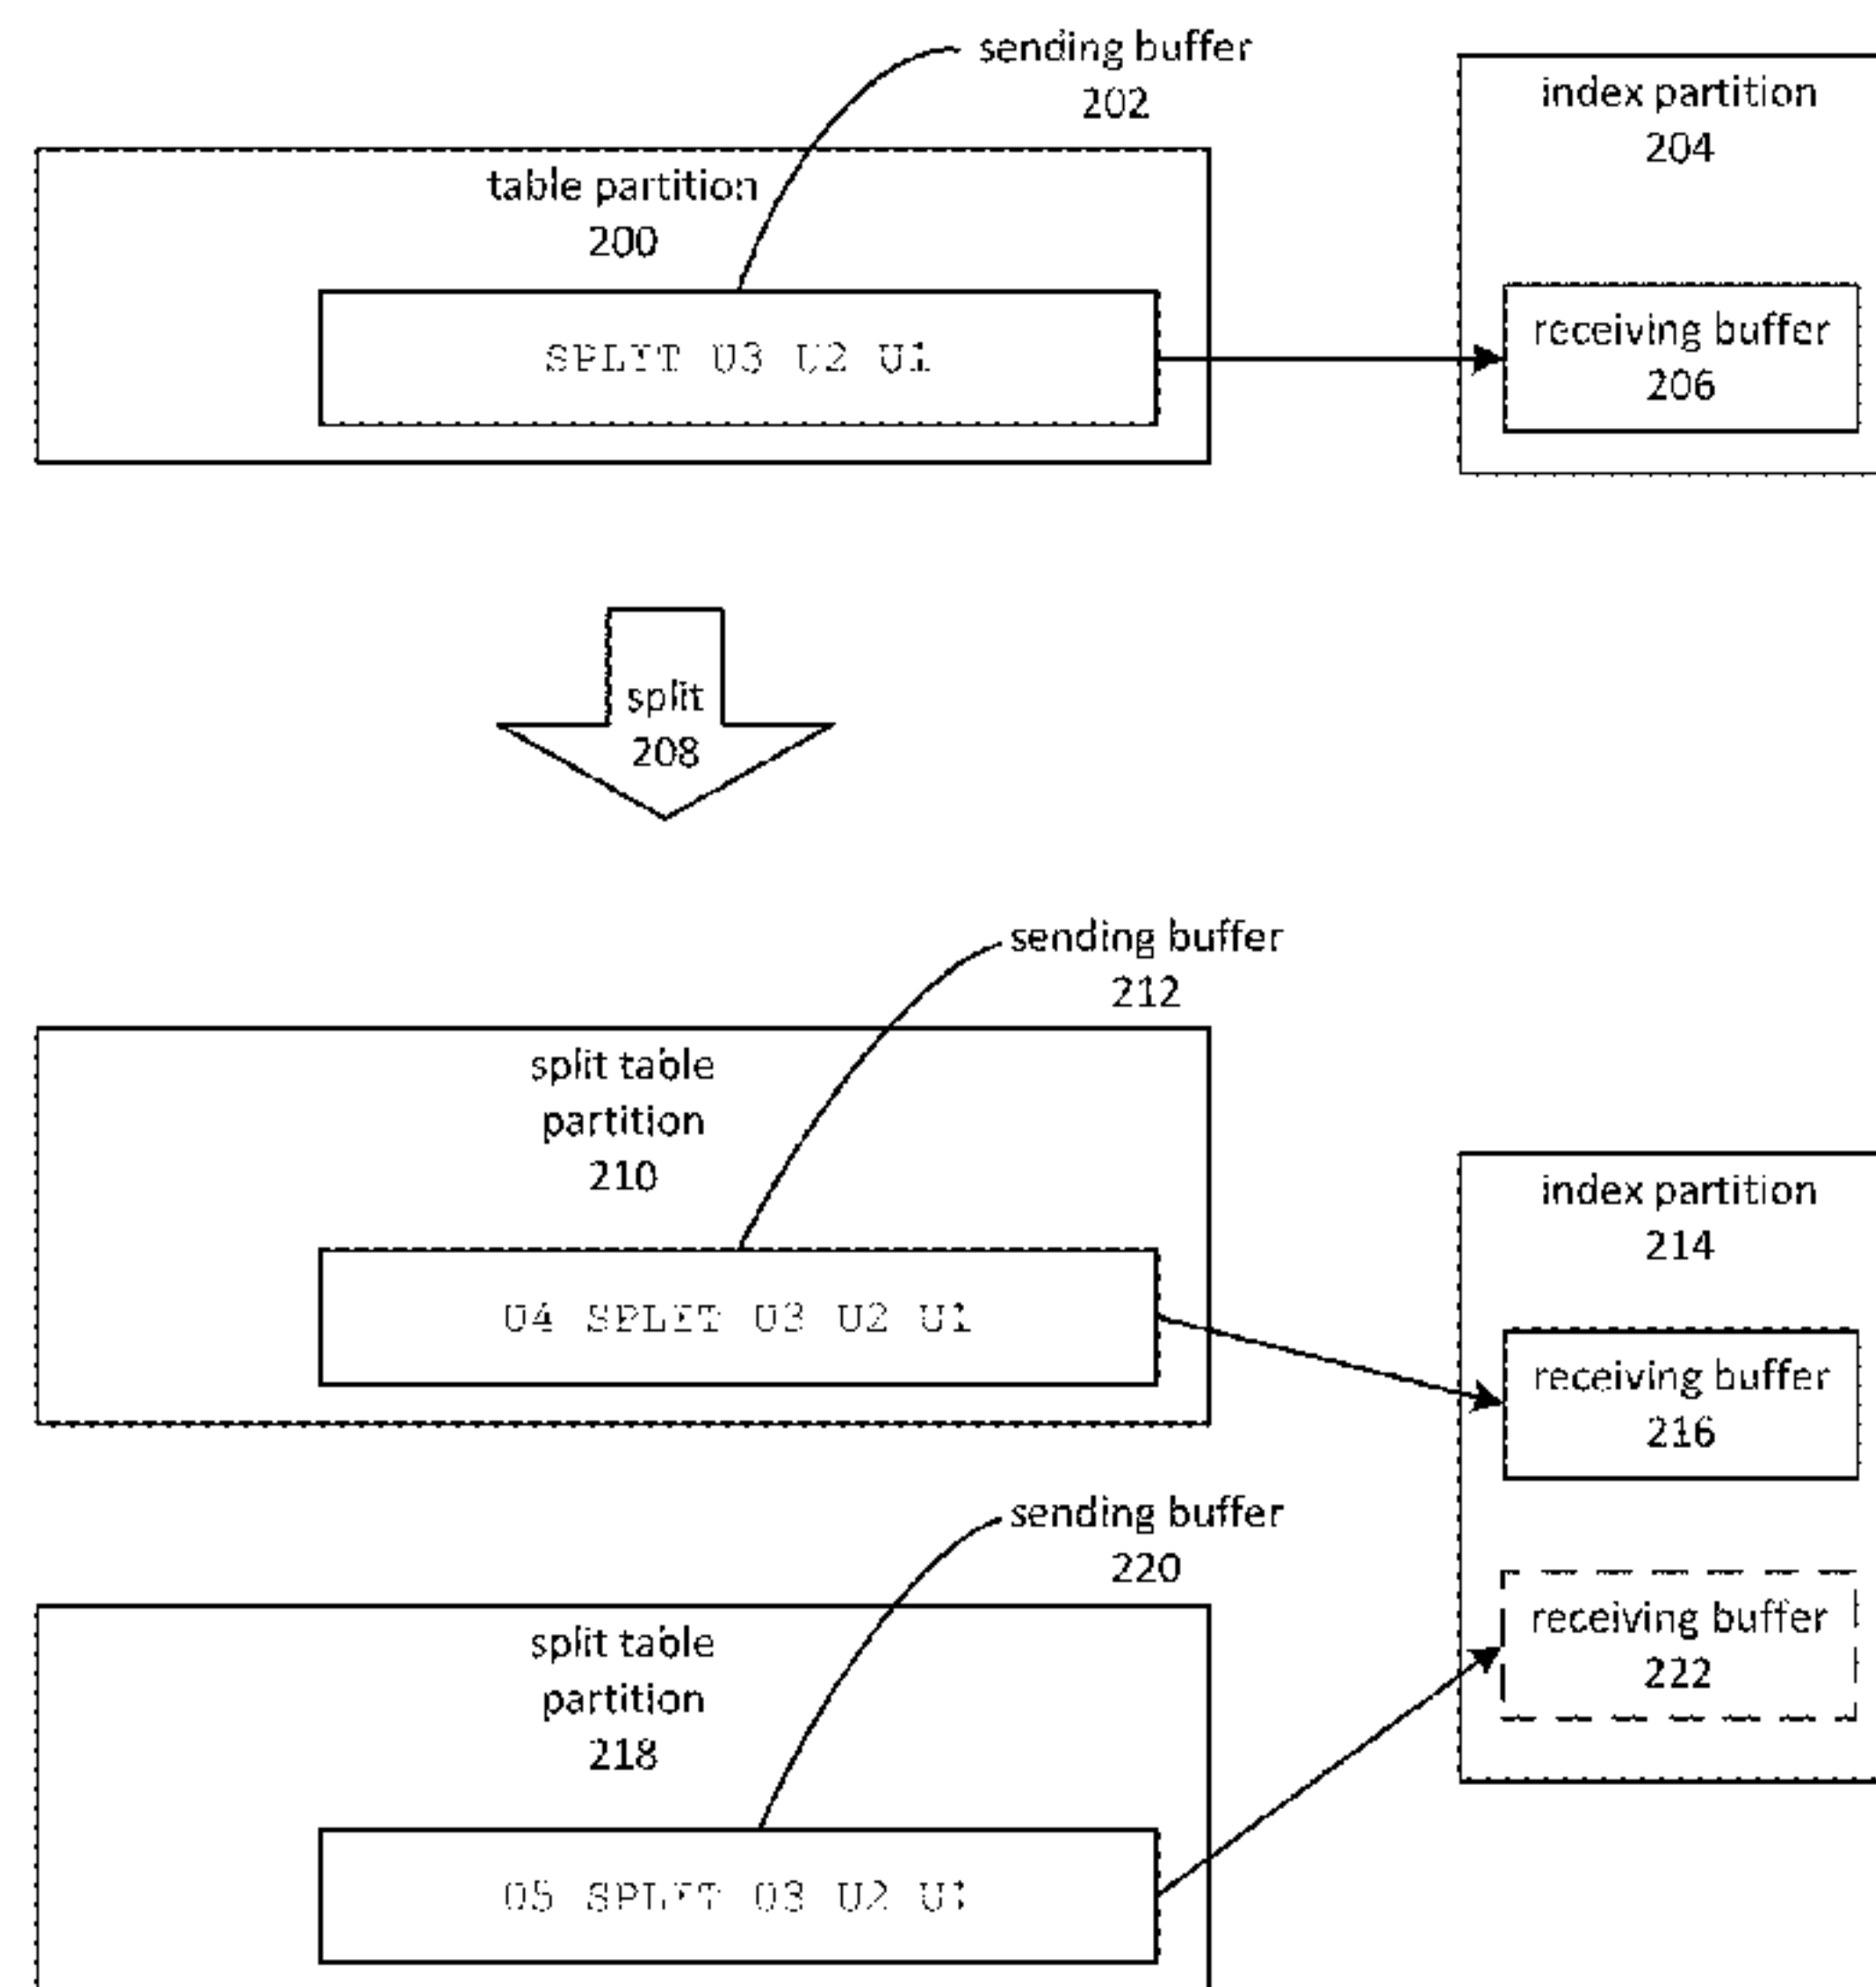 sending buffer
202
index partition
204
table partition
200
receiving buffer
206
SPLIT U3 U2 U1
split
208
sending buffer
212
split table
partition
210
index partition
214
U4 SPLIT U3 U2 U1
receiving buffer
216
sending buffer
220
split table
partition
218
receiving buffer
222
U5 SPLIT U3 U2 U1